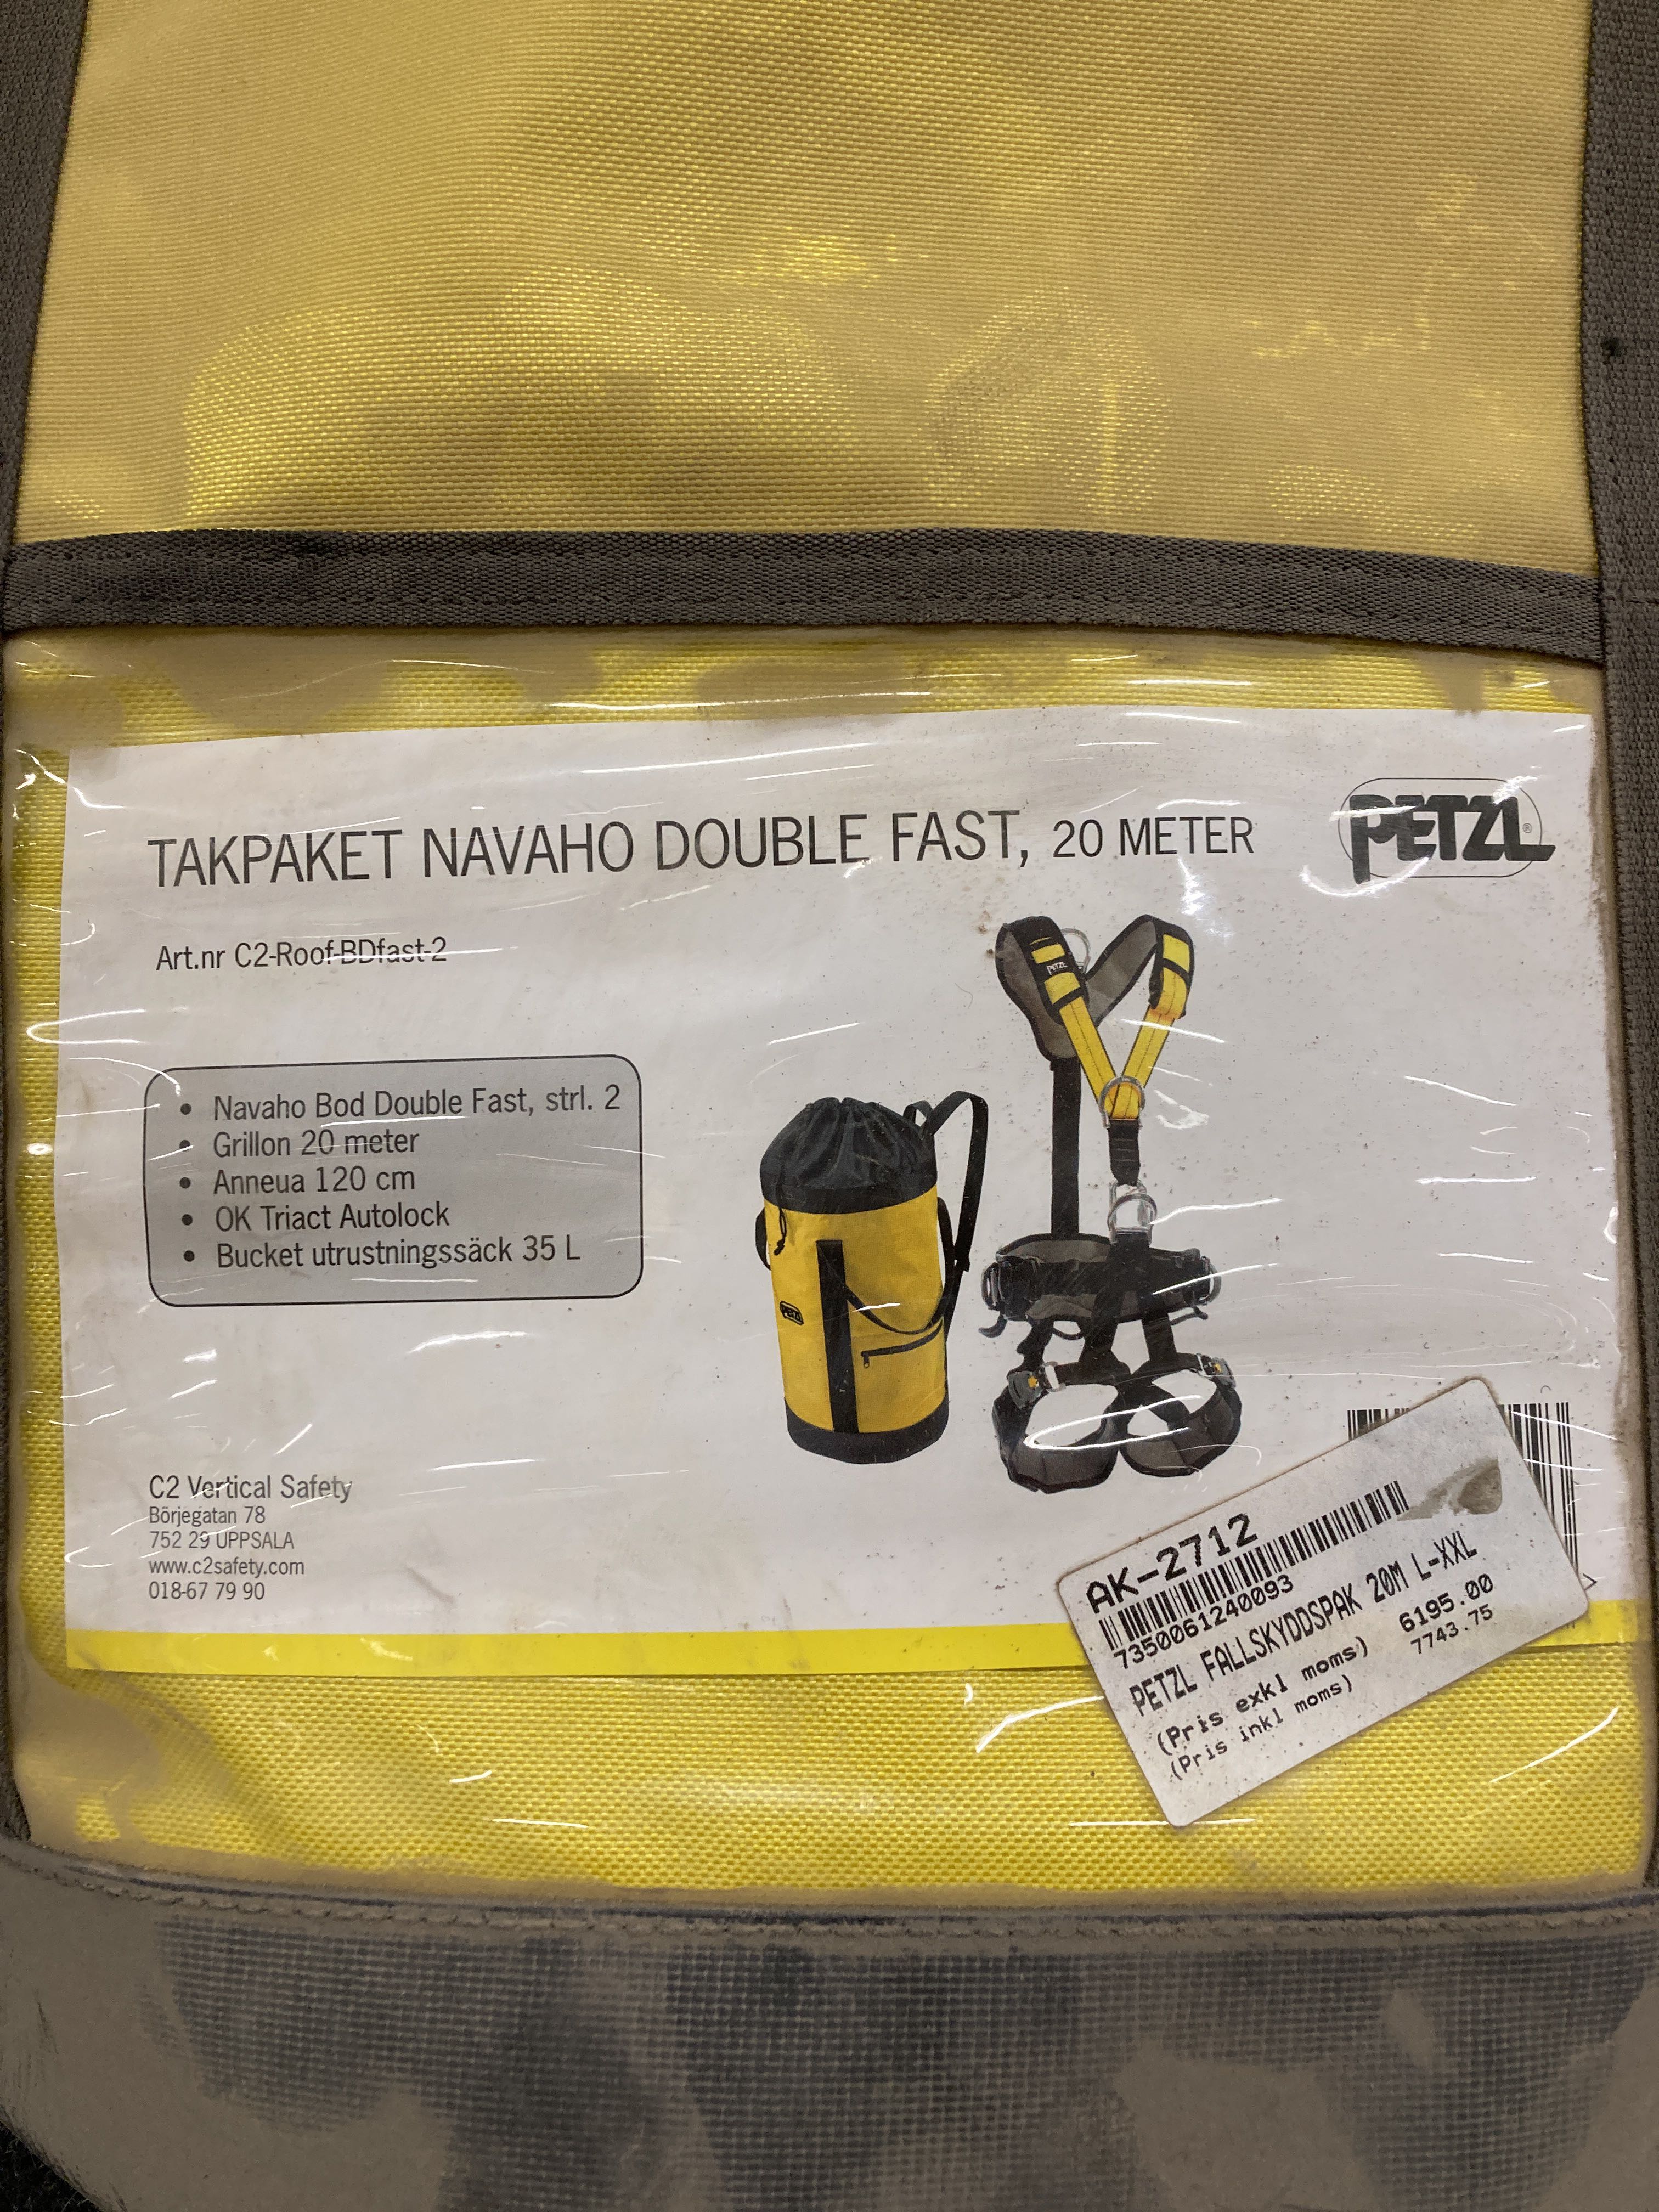 TAKPAKET NAVAHO DOUBLE FAST, 20 METER
PETZL®
Art.nr C2-Roof-BDfast-2
• Navaho Bod Double Fast, strl. 2
• Grillon 20 meter
• Anneua 120 cm
• OK Triact Autolock
• Bucket utrustningssäck 35 L
PETZL
PETZL
C2 Vertical Safety
Börjegatan 78
752 29 UPPSALA
www.c2safety.com
018-67 79 90
AK-2712
7350061240093
PETZL FALLSKYDDSPAK 20M L-XXL
(Pris exkl moms) 6195.00
(Pris inkl moms) 7743.75